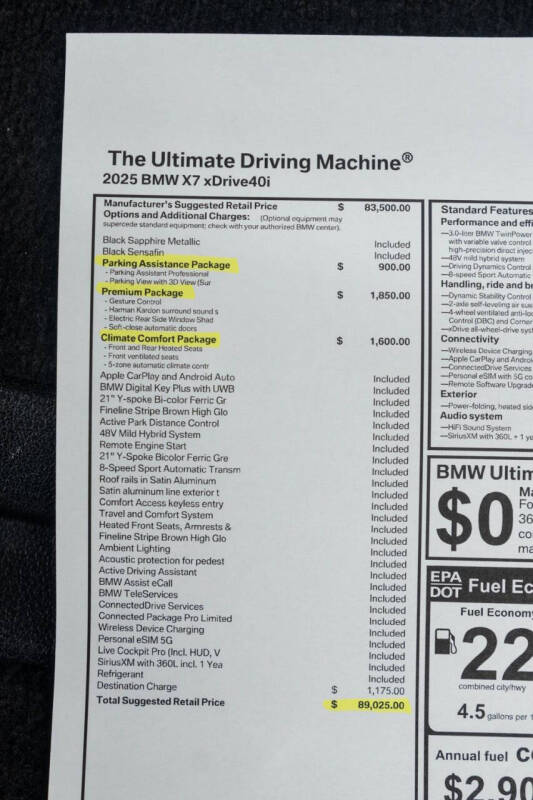 The Ultimate Driving Machine®
2025 BMW X7 xDrive40i
Manufacturer's Suggested Retail Price $ 83,500.00
Options and Additional Charges: (Optional equipment may
supercede standard equipment; check with your authorized BMW center).
Black Sapphire Metallic Included
Black Sensafin Included
Parking Assistance Package $ 900.00
- Parking Assistant Professional
- Parking View with 3D View (Sur
Premium Package $ 1,850.00
- Gesture Control
- Harman Kardon surround sound s
- Electric Rear Side Window Shad
- Soft-close automatic doors
Climate Comfort Package $ 1,600.00
- Front and Rear Heated Seats
- Front ventilated seats
- 5-zone automatic climate contr
Apple CarPlay and Android Auto Included
BMW Digital Key Plus with UWB Included
21" Y-spoke Bi-color Ferric Gr Included
Fineline Stripe Brown High Glo Included
Active Park Distance Control Included
48V Mild Hybrid System Included
Remote Engine Start Included
21" Y-Spoke Bicolor Ferric Gre Included
8-Speed Sport Automatic Transm Included
Roof rails in Satin Aluminum Included
Satin aluminum line exterior t Included
Comfort Access keyless entry Included
Travel and Comfort System Included
Heated Front Seats, Armrests & Included
Fineline Stripe Brown High Glo Included
Ambient Lighting Included
Acoustic protection for pedest Included
Active Driving Assistant Included
BMW Assist eCall Included
BMW TeleServices Included
ConnectedDrive Services Included
Connected Package Pro Limited Included
Wireless Device Charging Included
Personal eSIM 5G Included
Live Cockpit Pro (Incl. HUD, V Included
SiriusXM with 360L incl. 1 Yea Included
Refrigerant Included
Destination Charge $ 1,175.00
Total Suggested Retail Price $ 89,025.00
Standard Features
Performance and effi
—3.0-liter BMW TwinPower
with variable valve control
high-precision direct injec
—48V mild hybrid system
—Driving Dynamics Control
—8-speed Sport Automatic
Handling, ride and br
—Dynamic Stability Control
—2-axle self-leveling air sus
—4-wheel ventilated anti-loc
Control (DBC) and Corner
—xDrive all-wheel-drive sys
Connectivity
—Wireless Device Charging
—Apple CarPlay and Androi
—ConnectedDrive Services
—Personal eSIM with 5G co
—Remote Software Upgrade
Exterior
—Power-folding, heated side
Audio system
—HiFi Sound System
—SiriusXM with 360L + 1 ye
BMW Ultim
$0
Ma
Fo
36
co
ma
EPA
DOT Fuel Ec
Fuel Economy
22
combined city/hwy
4.5 gallons per 1
Annual fuel co
$2,90